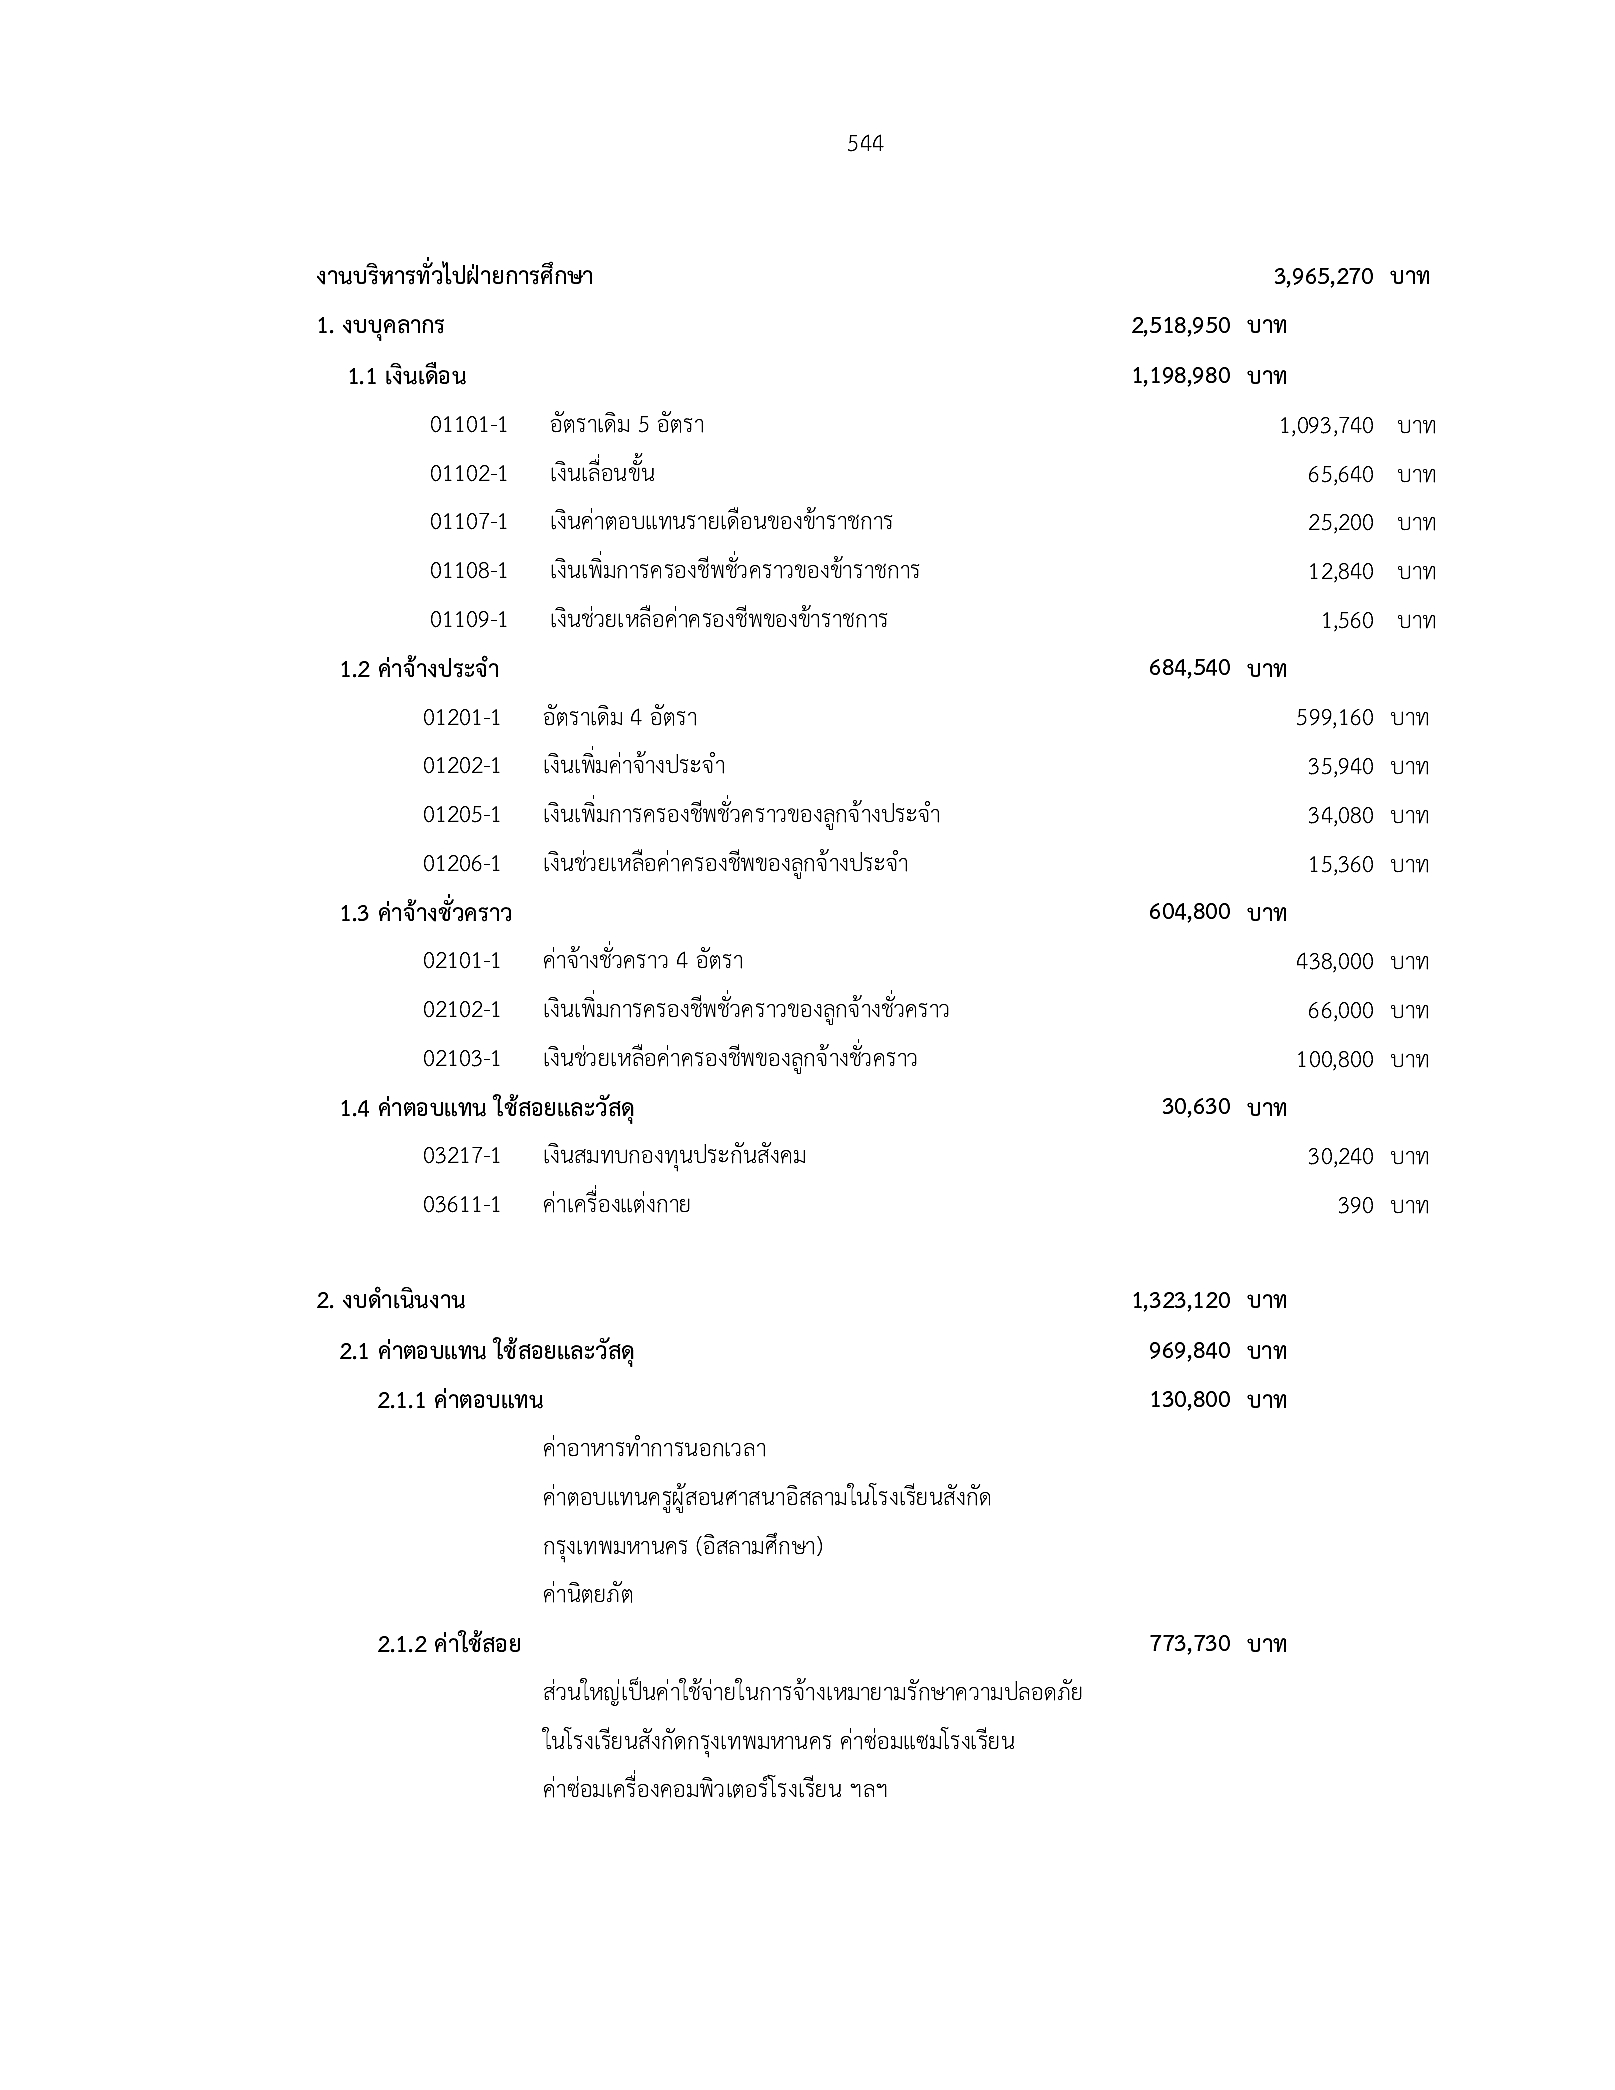 544
งานบริหารทั่วไปฝ่ายการศึกษา 3,965,270 บาท
1. งบบุคลากร 2,518,950 บาท
1.1 เงินเดือน 1,198,980 บาท
01101-1 อัตราเดิม 5 อัตรา 1,093,740 บาท
01102-1 เงินเลื่อนขั้น 65,640 บาท
01107-1 เงินค่าตอบแทนรายเดือนของข้าราชการ 25,200 บาท
01108-1 เงินเพิ่มการครองชีพชั่วคราวของข้าราชการ 12,840 บาท
01109-1 เงินช่วยเหลือค่าครองชีพของข้าราชการ 1,560 บาท
1.2 ค่าจ้างประจำ 684,540 บาท
01201-1 อัตราเดิม 4 อัตรา 599,160 บาท
01202-1 เงินเพิ่มค่าจ้างประจำ 35,940 บาท
01205-1 เงินเพิ่มการครองชีพชั่วคราวของลูกจ้างประจำ 34,080 บาท
01206-1 เงินช่วยเหลือค่าครองชีพของลูกจ้างประจำ 15,360 บาท
1.3 ค่าจ้างชั่วคราว 604,800 บาท
02101-1 ค่าจ้างชั่วคราว 4 อัตรา 438,000 บาท
02102-1 เงินเพิ่มการครองชีพชั่วคราวของลูกจ้างชั่วคราว 66,000 บาท
02103-1 เงินช่วยเหลือค่าครองชีพของลูกจ้างชั่วคราว 100,800 บาท
1.4 ค่าตอบแทน ใช้สอยและวัสดุ 30,630 บาท
03217-1 เงินสมทบกองทุนประกันสังคม 30,240 บาท
03611-1 ค่าเครื่องแต่งกาย 390 บาท
2. งบดำเนินงาน 1,323,120 บาท
2.1 ค่าตอบแทน ใช้สอยและวัสดุ 969,840 บาท
2.1.1 ค่าตอบแทน 130,800 บาท
ค่าอาหารทำการนอกเวลา
ค่าตอบแทนครูผู้สอนศาสนาอิสลามในโรงเรียนสังกัด
กรุงเทพมหานคร (อิสลามศึกษา)
ค่านิตยภัต
2.1.2 ค่าใช้สอย 773,730 บาท
ส่วนใหญ่เป็นค่าใช้จ่ายในการจ้างเหมายามรักษาความปลอดภัย
ในโรงเรียนสังกัดกรุงเทพมหานคร ค่าซ่อมแซมโรงเรียน
ค่าซ่อมเครื่องคอมพิวเตอร์โรงเรียน ฯลฯ